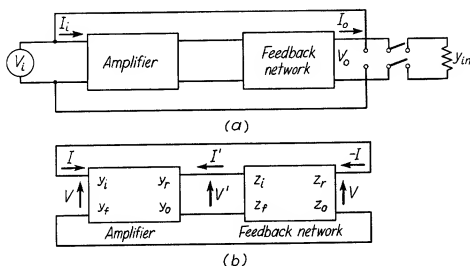 I_i I_o
V_i Amplifier Feedback network V_o y_in
(a)
I I' -I
V y_i y_r V' z_i z_r V
y_f y_o z_f z_o
Amplifier Feedback network
(b)